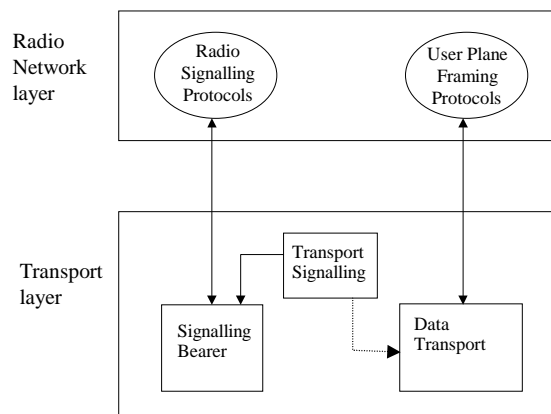 Radio
Network
layer
Radio
Signalling
Protocols
User Plane
Framing
Protocols
Transport
layer
Transport
Signalling
Signalling
Bearer
Data
Transport